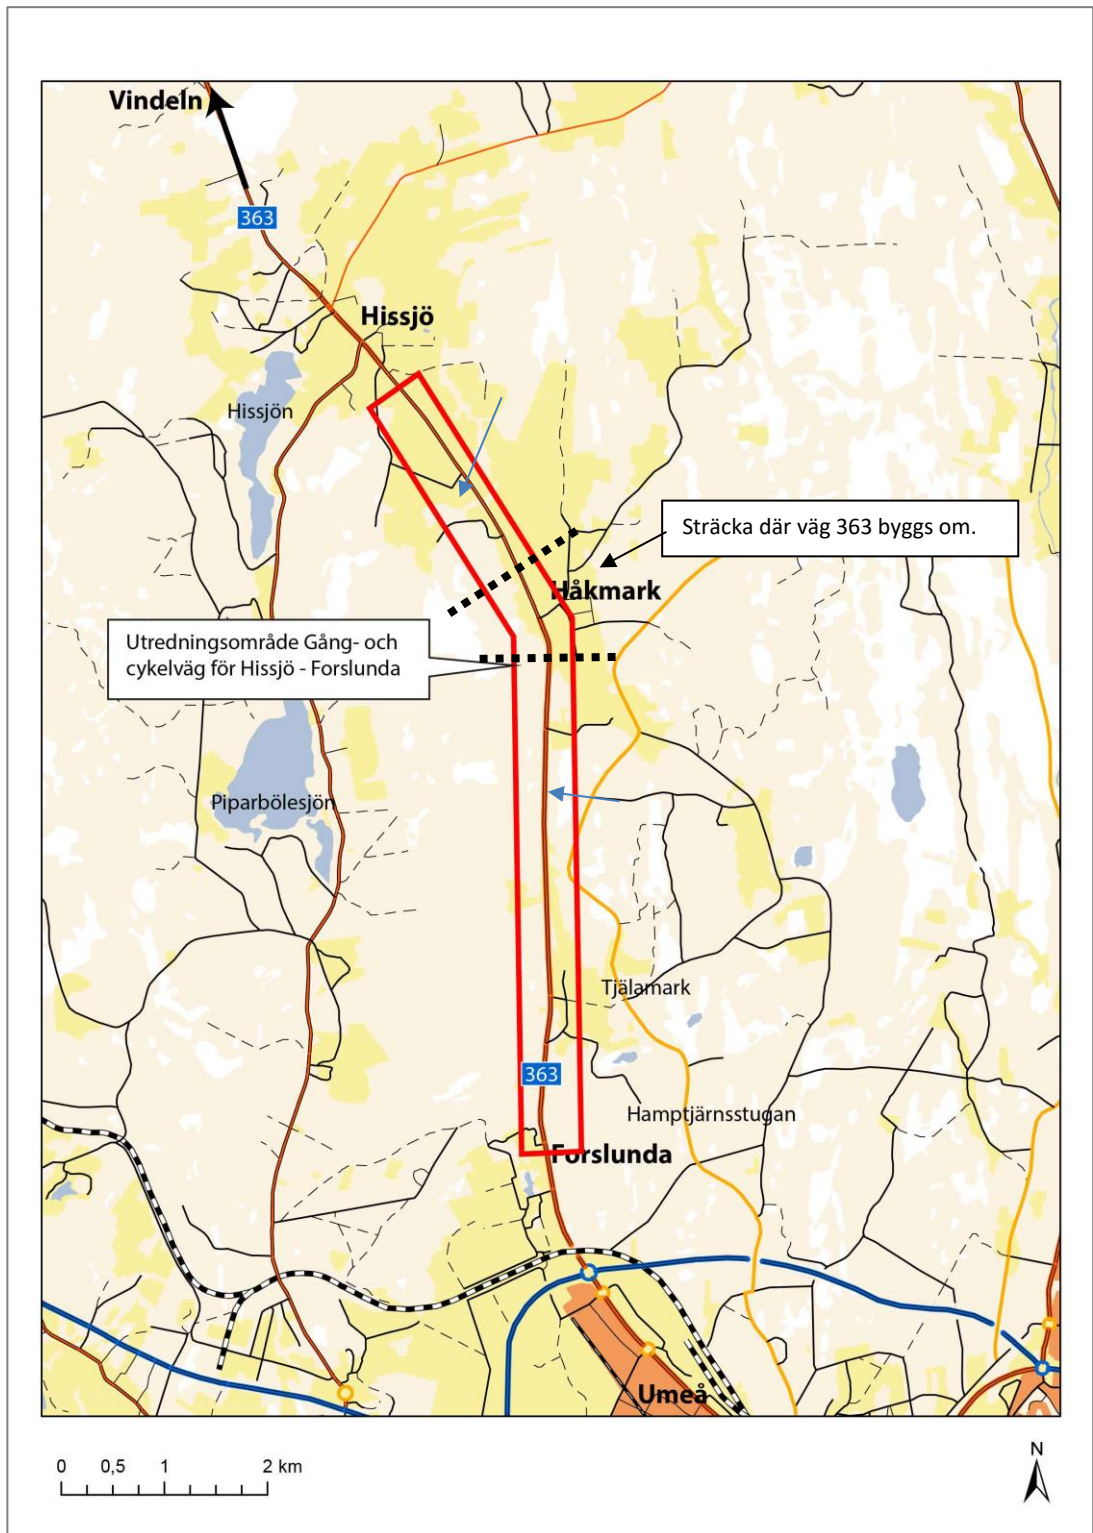 Vindeln
363
Hissjö
Hissjön
Sträcka där väg 363 byggs om.
Håkmark
Utredningsområde Gång- och
cykelväg för Hissjö - Forslunda
Piparbölesjön
Tjälamark
363
Hamptjärnsstugan
Forslunda
Umeå
0 0,5 1 2 km
N